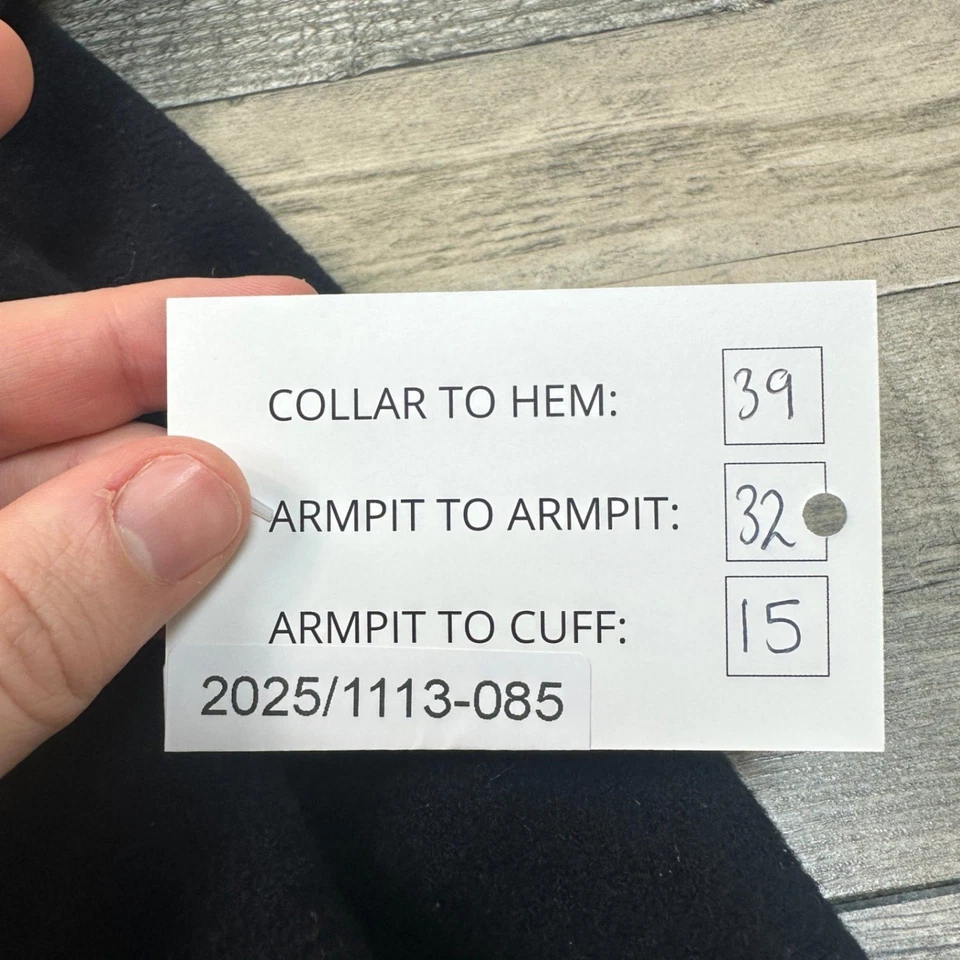 COLLAR TO HEM: 39
ARMPIT TO ARMPIT: 32
ARMPIT TO CUFF: 15
2025/1113-085